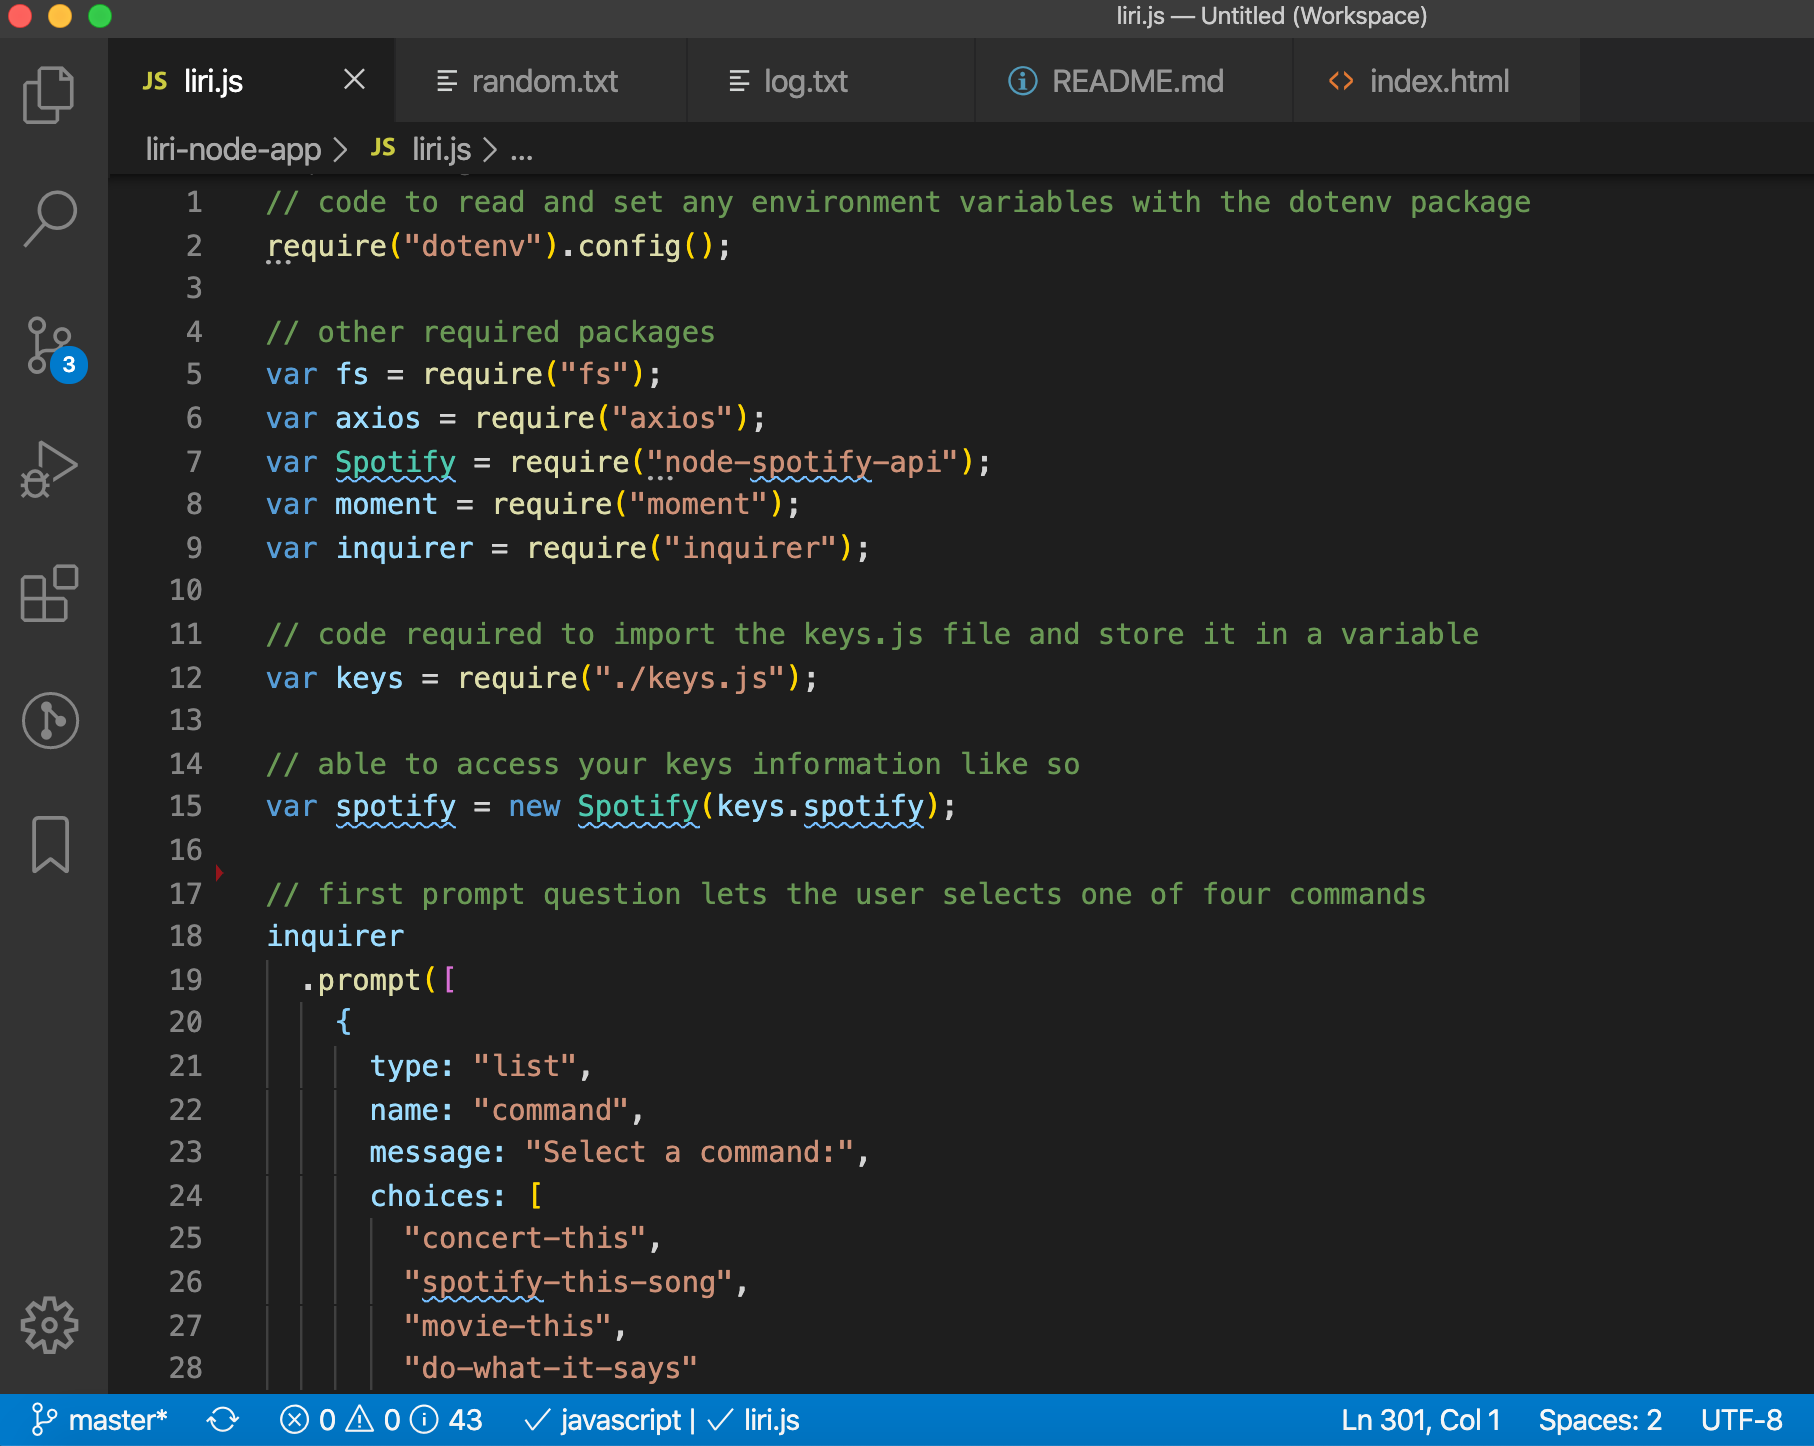 liri.js — Untitled (Workspace)
JS liri.js random.txt log.txt README.md index.html
liri-node-app > JS liri.js > ...
1 // code to read and set any environment variables with the dotenv package
2 require("dotenv").config();
3
4 // other required packages
5 var fs = require("fs");
6 var axios = require("axios");
7 var Spotify = require("node-spotify-api");
8 var moment = require("moment");
9 var inquirer = require("inquirer");
10
11 // code required to import the keys.js file and store it in a variable
12 var keys = require("./keys.js");
13
14 // able to access your keys information like so
15 var spotify = new Spotify(keys.spotify);
16
17 // first prompt question lets the user selects one of four commands
18 inquirer
19 .prompt([
20 {
21 type: "list",
22 name: "command",
23 message: "Select a command:",
24 choices: [
25 "concert-this",
26 "spotify-this-song",
27 "movie-this",
28 "do-what-it-says"
3
master* 0 0 43 javascript | liri.js Ln 301, Col 1 Spaces: 2 UTF-8